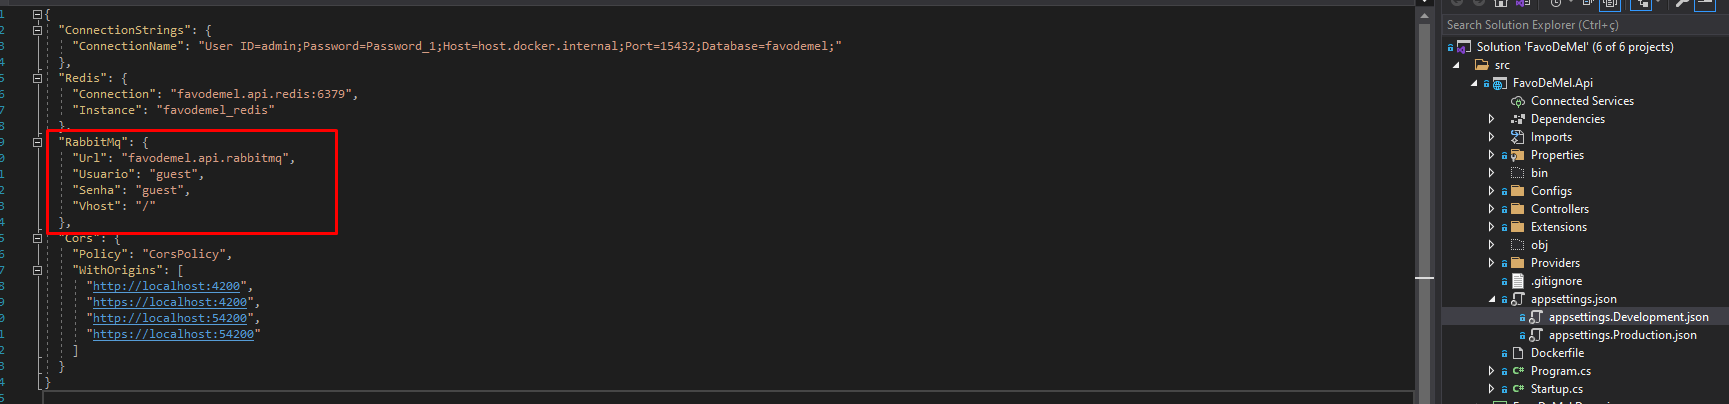 {
"ConnectionStrings": {
"ConnectionName": "User ID=admin;Password=Password_1;Host=host.docker.internal;Port=15432;Database=favodemel;"
},
"Redis": {
"Connection": "favodemel.api.redis:6379",
"Instance": "favodemel_redis"
},
"RabbitMq": {
"Url": "favodemel.api.rabbitmq",
"Usuario": "guest",
"Senha": "guest",
"Vhost": "/"
},
"Cors": {
"Policy": "CorsPolicy",
"WithOrigins": [
"http://localhost:4200",
"https://localhost:4200",
"http://localhost:54200",
"https://localhost:54200"
]
}
}
Search Solution Explorer (Ctrl+ç)
Solution 'FavoDeMel' (6 of 6 projects)
src
FavoDeMel.Api
Connected Services
Dependencies
Imports
Properties
bin
Configs
Controllers
Extensions
obj
Providers
.gitignore
appsettings.json
appsettings.Development.json
appsettings.Production.json
Dockerfile
C# Program.cs
C# Startup.cs